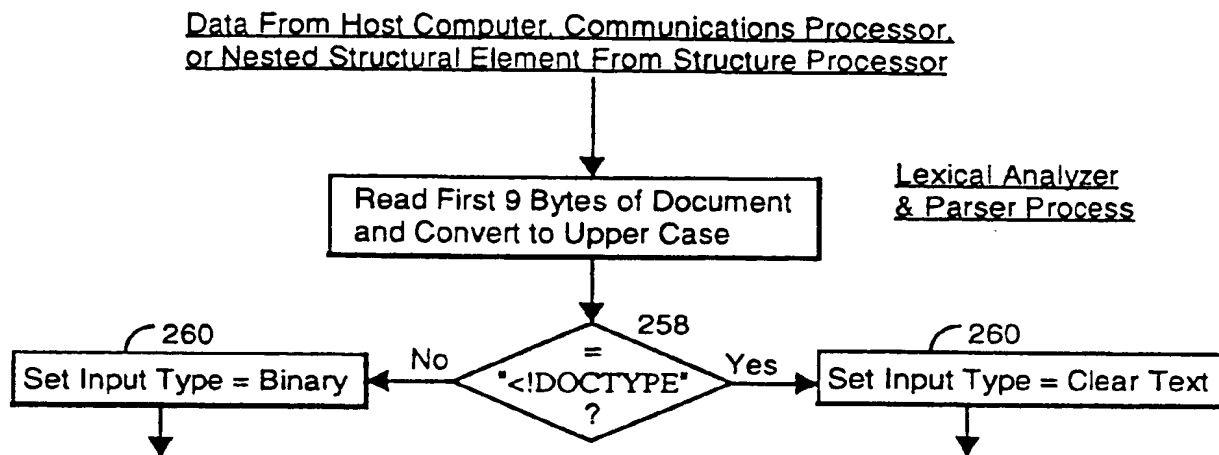 Data From Host Computer, Communications Processor,
or Nested Structural Element From Structure Processor
Read First 9 Bytes of Document
and Convert to Upper Case
Lexical Analyzer
& Parser Process
258
=
"<!DOCTYPE"
?
No
Yes
260
Set Input Type = Binary
260
Set Input Type = Clear Text